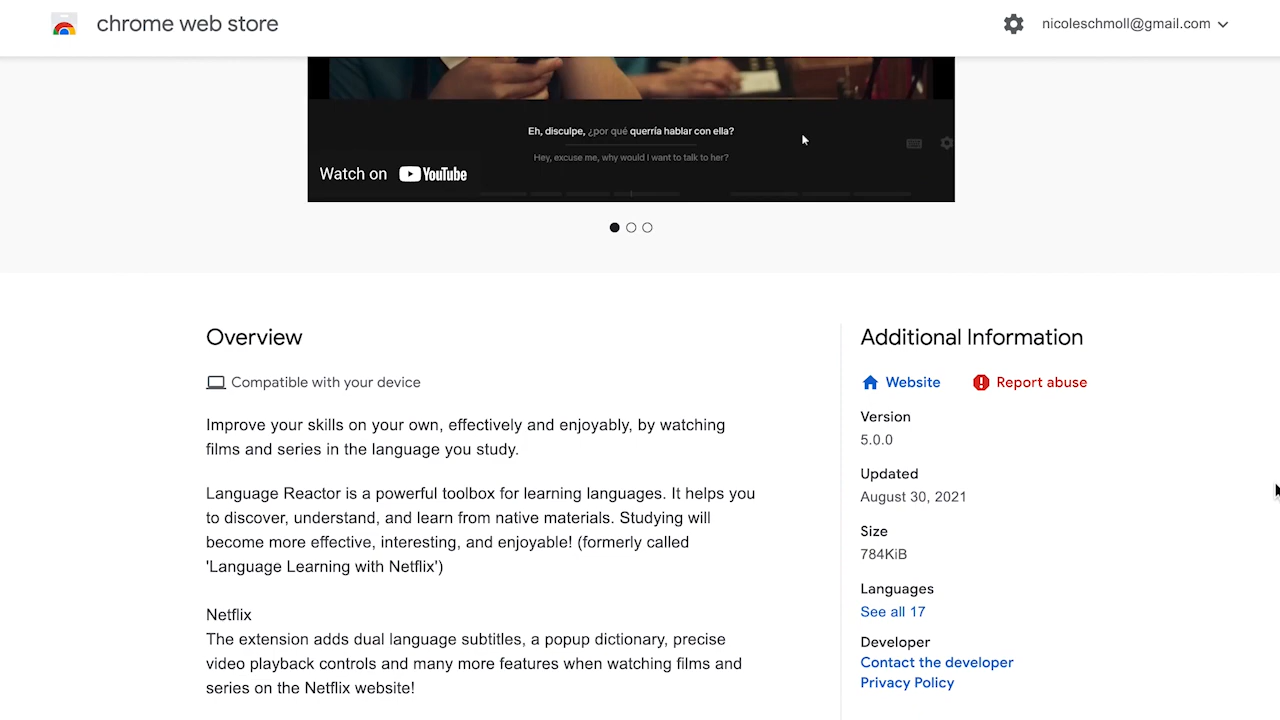 chrome web store
nicoleschmoll@gmail.com
Eh, disculpe, ¿por qué querría hablar con ella?
Hey, excuse me, why would I want to talk to her?
Watch on YouTube
Overview
Compatible with your device
Improve your skills on your own, effectively and enjoyably, by watching
films and series in the language you study.
Language Reactor is a powerful toolbox for learning languages. It helps you
to discover, understand, and learn from native materials. Studying will
become more effective, interesting, and enjoyable! (formerly called
'Language Learning with Netflix')
Netflix
The extension adds dual language subtitles, a popup dictionary, precise
video playback controls and many more features when watching films and
series on the Netflix website!
Additional Information
Website
Report abuse
Version
5.0.0
Updated
August 30, 2021
Size
784KiB
Languages
See all 17
Developer
Contact the developer
Privacy Policy